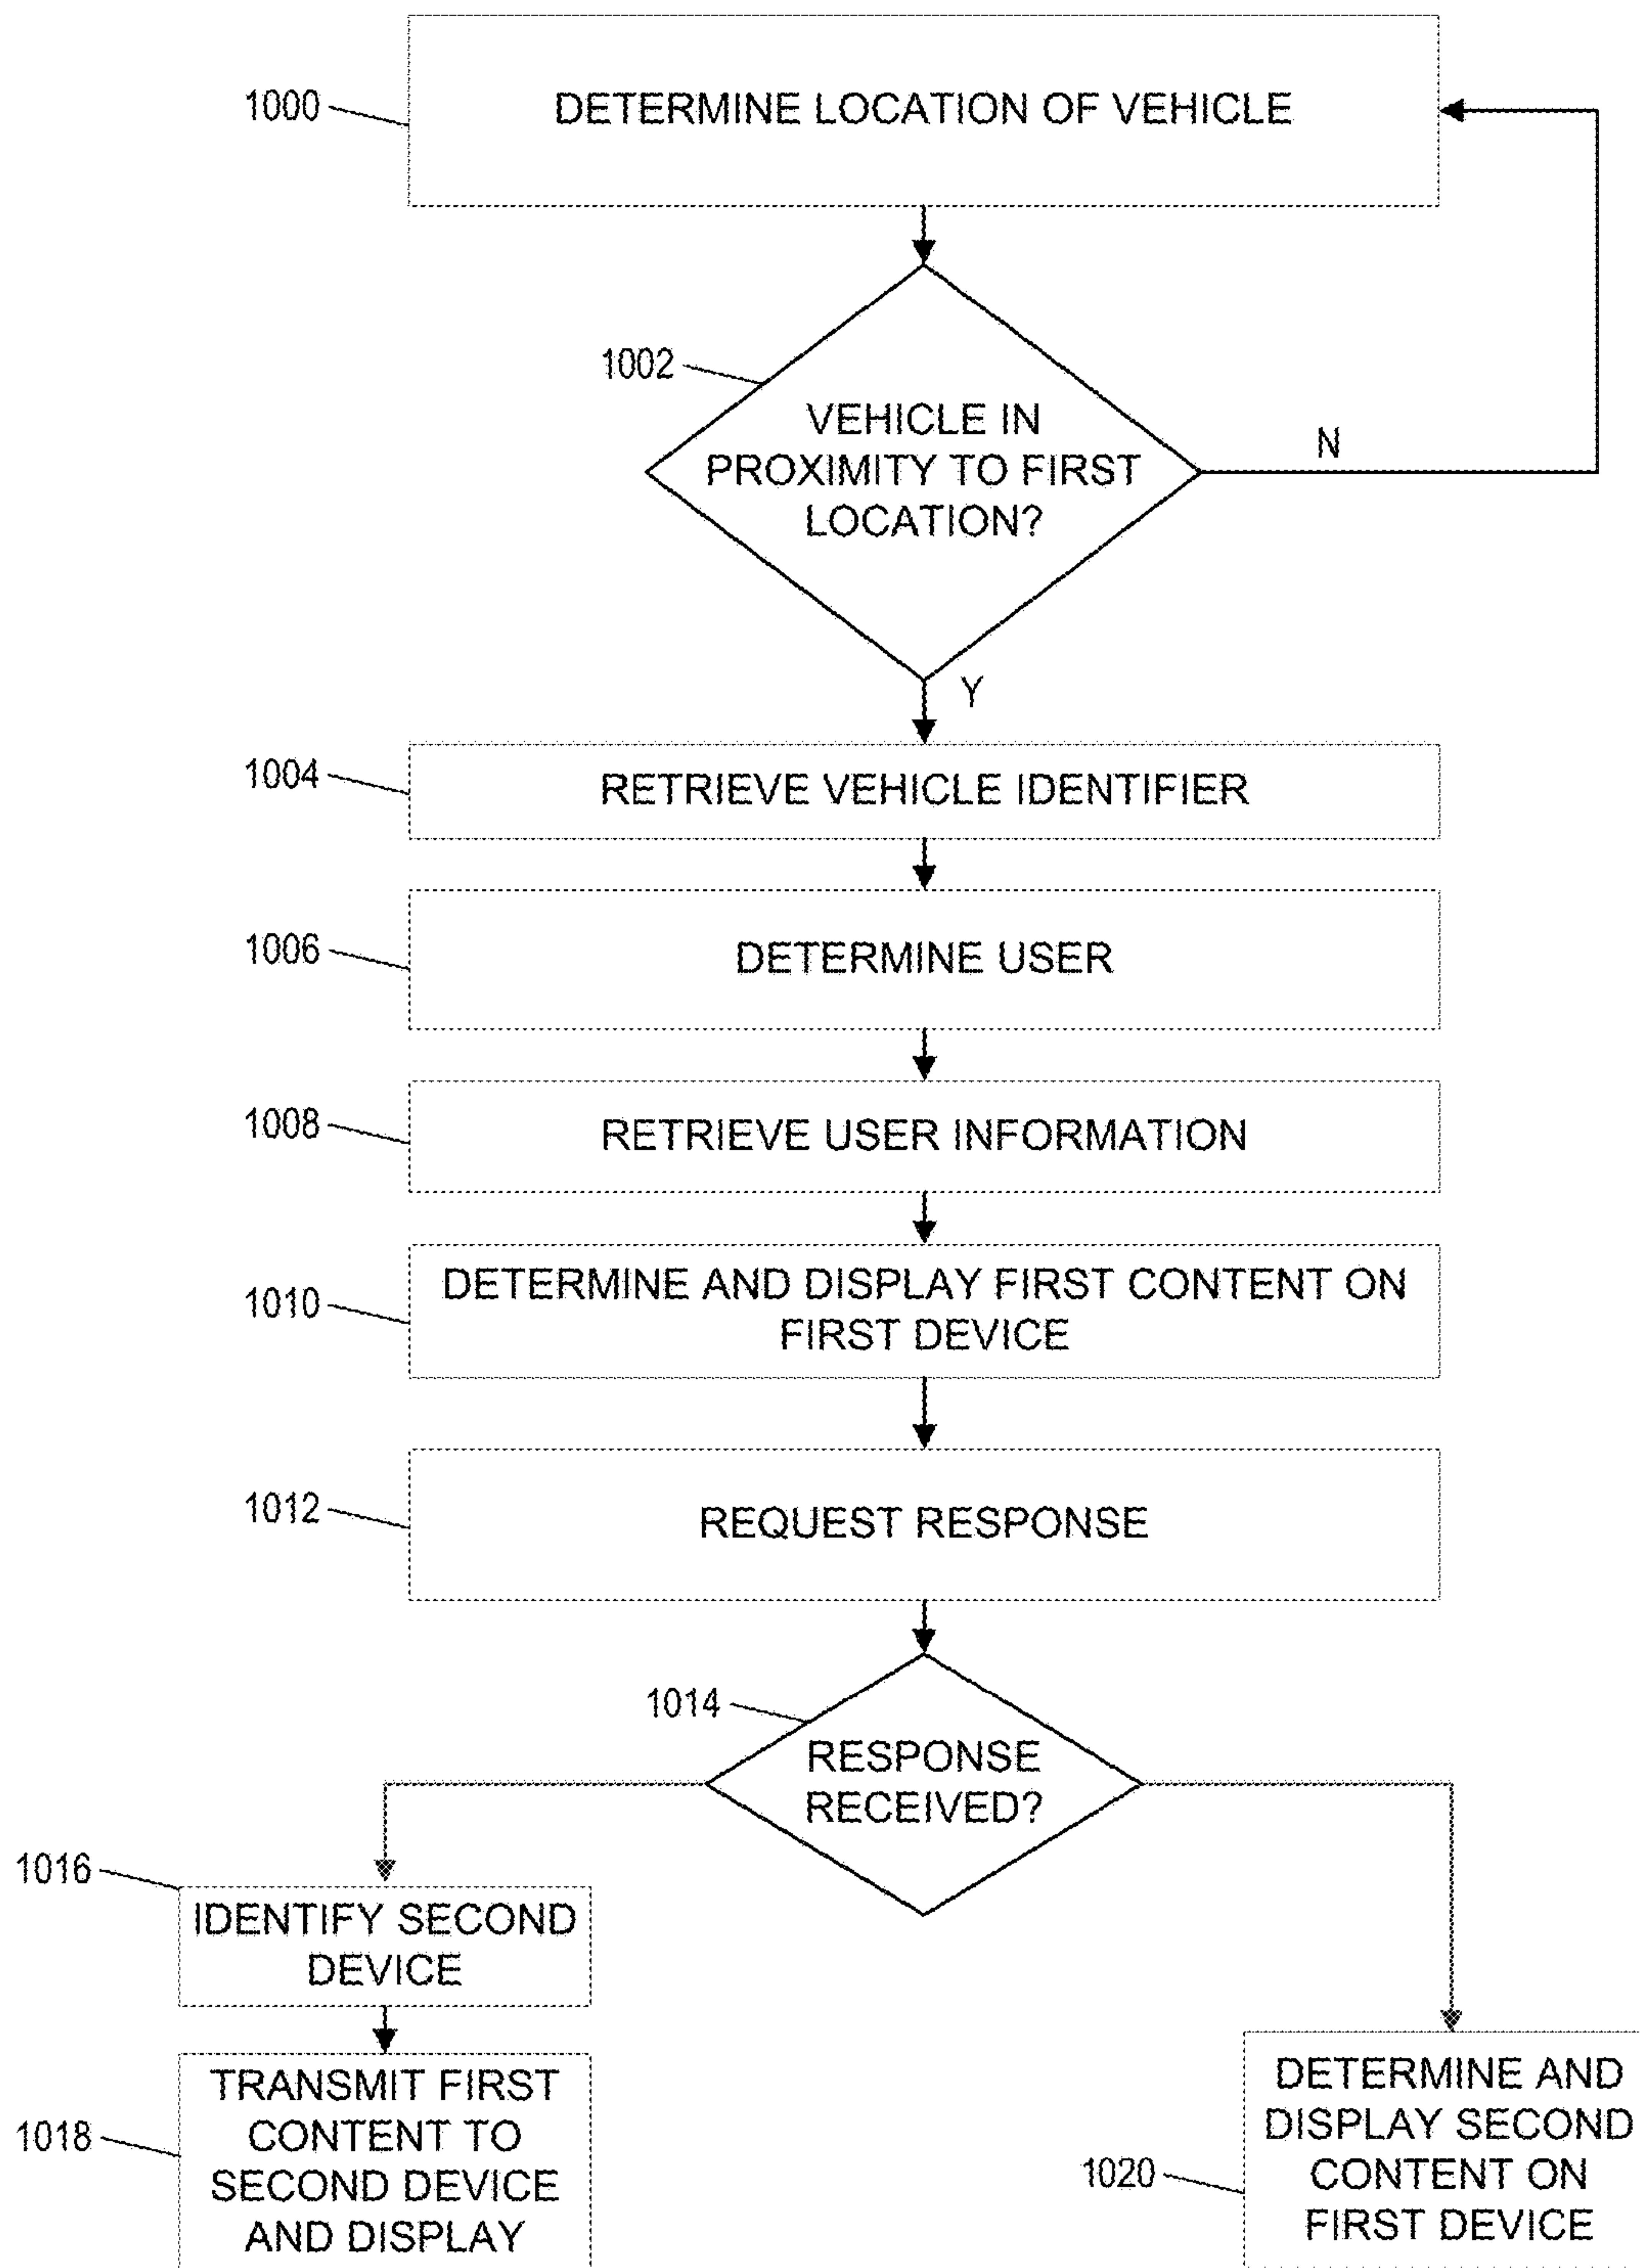 1000
DETERMINE LOCATION OF VEHICLE
1002
VEHICLE IN
PROXIMITY TO FIRST
LOCATION?
N
Y
1004
RETRIEVE VEHICLE IDENTIFIER
1006
DETERMINE USER
1008
RETRIEVE USER INFORMATION
1010
DETERMINE AND DISPLAY FIRST CONTENT ON
FIRST DEVICE
1012
REQUEST RESPONSE
1014
RESPONSE
RECEIVED?
1016
IDENTIFY SECOND
DEVICE
1018
TRANSMIT FIRST
CONTENT TO
SECOND DEVICE
AND DISPLAY
1020
DETERMINE AND
DISPLAY SECOND
CONTENT ON
FIRST DEVICE